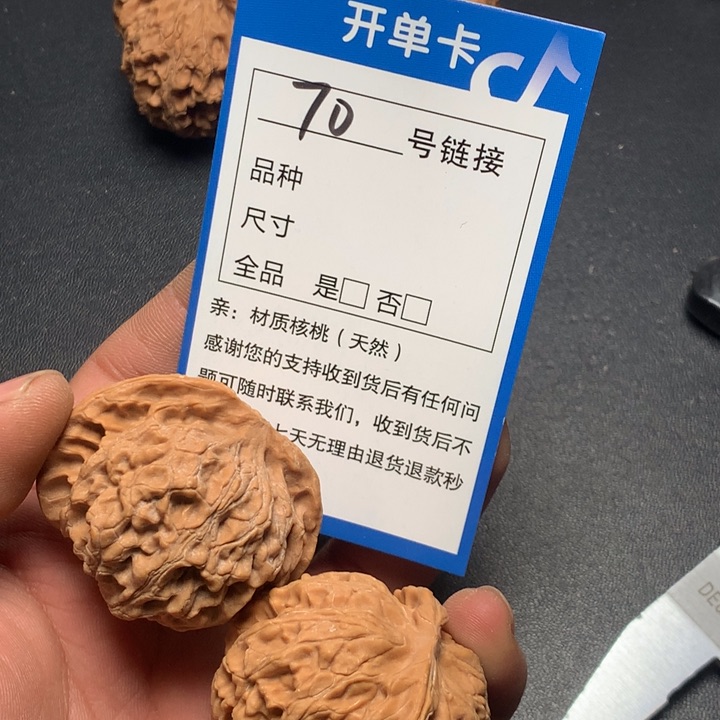 开单卡
70 号链接
品种
尺寸
全品 是□ 否□
亲：材质核桃（天然）
感谢您的支持收到货后有任何问
题可随时联系我们，收到货后不
七天无理由退货退款秒
DE